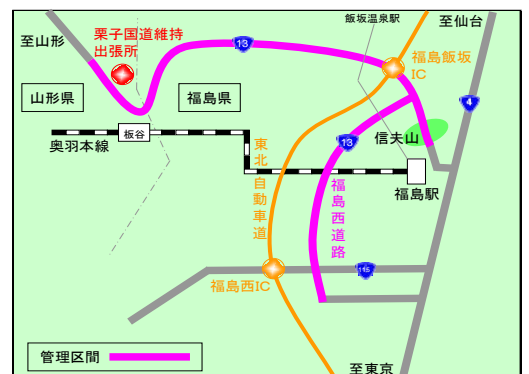 飯坂温泉駅
至仙台
至山形
栗子国道維持
出張所
13
福島飯坂
IC
山形県
福島県
4
板谷
奥羽本線
13
信夫山
東北自動車道
福島西道路
福島駅
115
福島西IC
管理区間
至東京